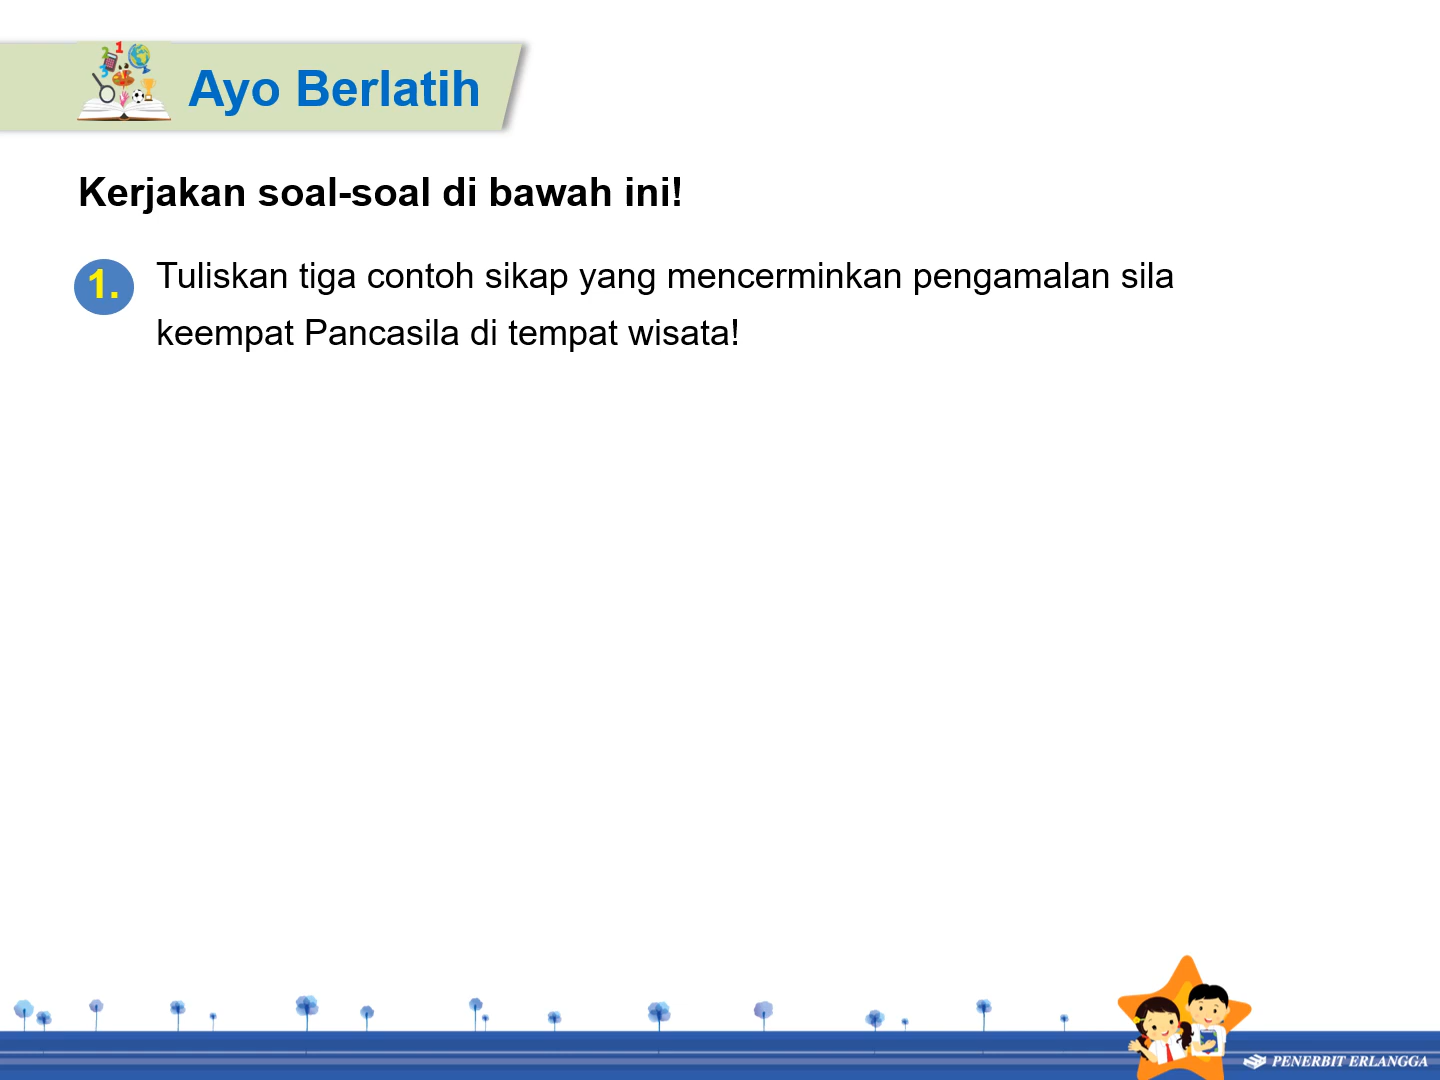 Ayo Berlatih
Kerjakan soal-soal di bawah ini!
1. Tuliskan tiga contoh sikap yang mencerminkan pengamalan sila
keempat Pancasila di tempat wisata!
PENERBIT ERLANGGA